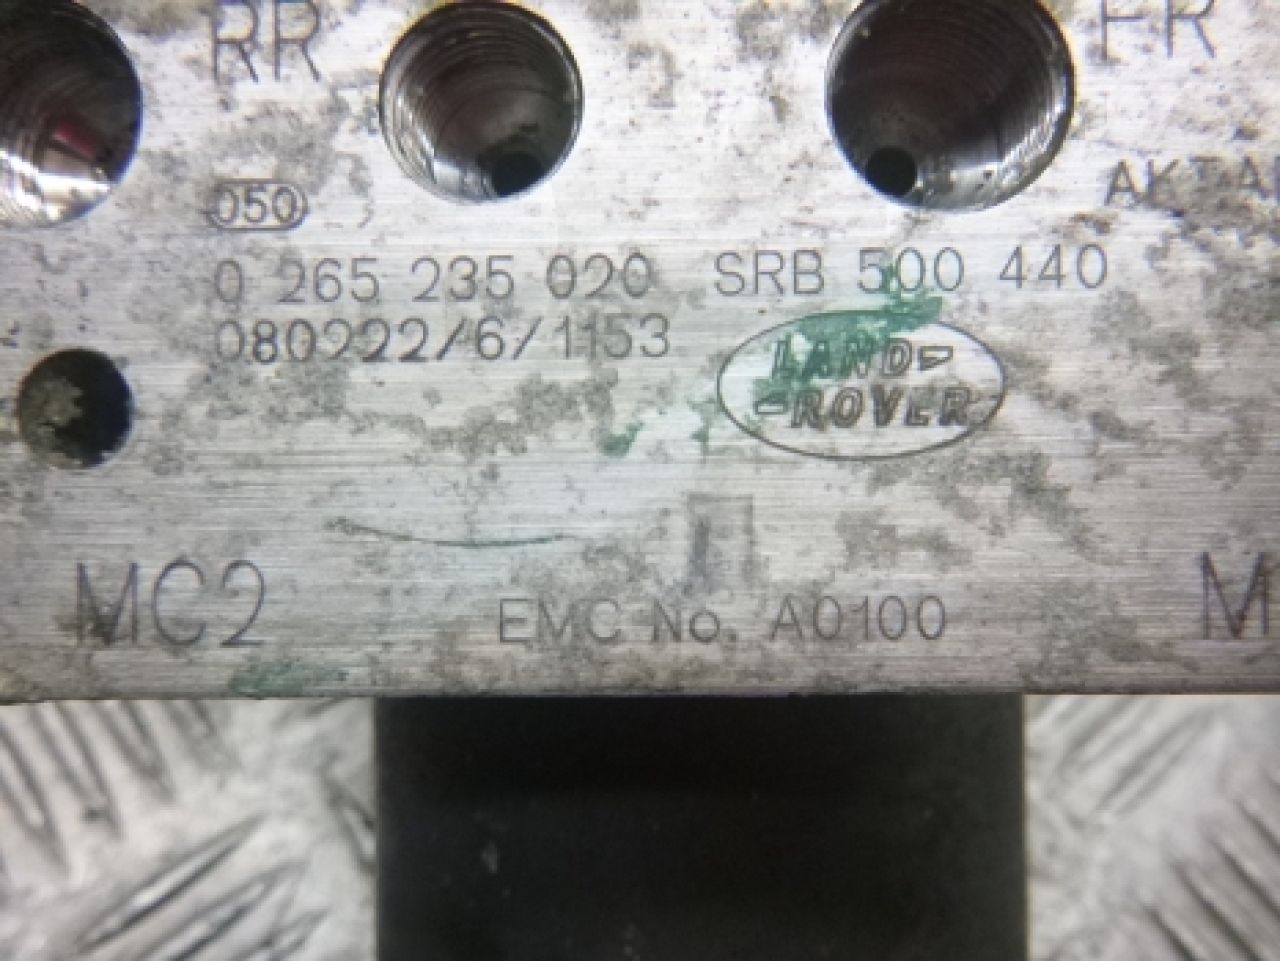 RR FR
050
AKTA
0 265 235 020 SRB 500 440
080222/6/1153
LAND-
-ROVER
MC2 EMC No. A0100 M